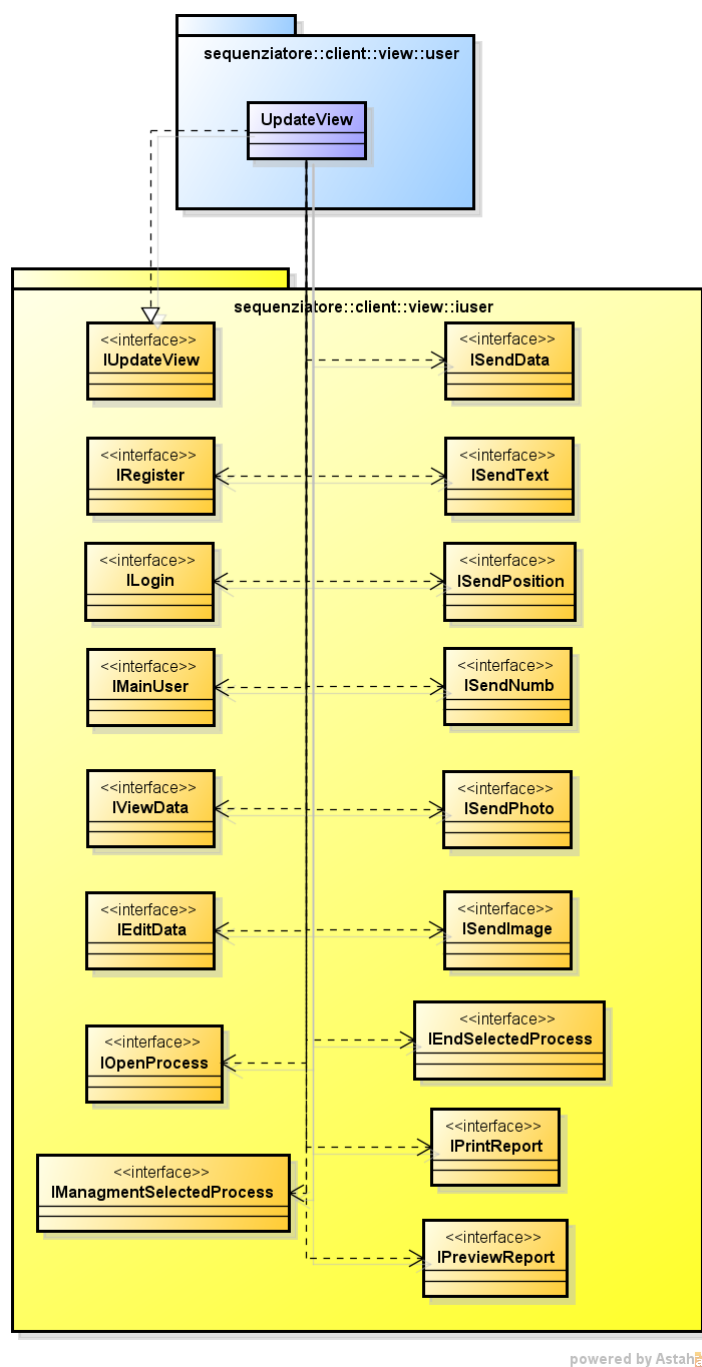 sequenziatore::client::view::user
UpdateView
sequenziatore::client::view::iuser
<<interface>>
IUpdateView
<<interface>>
ISendData
<<interface>>
IRegister
<<interface>>
ISendText
<<interface>>
ILogin
<<interface>>
ISendPosition
<<interface>>
IMainUser
<<interface>>
ISendNumb
<<interface>>
IViewData
<<interface>>
ISendPhoto
<<interface>>
IEditData
<<interface>>
ISendImage
<<interface>>
IOpenProcess
<<interface>>
IEndSelectedProcess
<<interface>>
IPrintReport
<<interface>>
IManagmentSelectedProcess
<<interface>>
IPreviewReport
powered by Astah